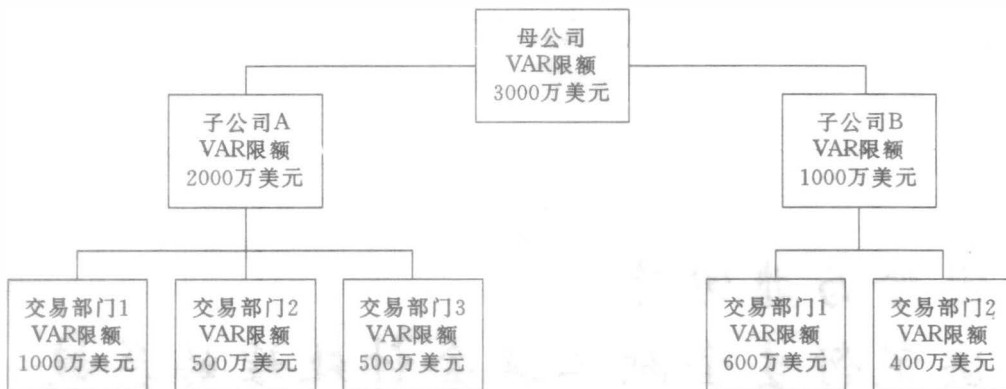 母公司
VAR限额
3000万美元
子公司A
VAR限额
2000万美元
子公司B
VAR限额
1000万美元
交易部门1
VAR限额
1000万美元
交易部门2
VAR限额
500万美元
交易部门3
VAR限额
500万美元
交易部门1
VAR限额
600万美元
交易部门2
VAR限额
400万美元